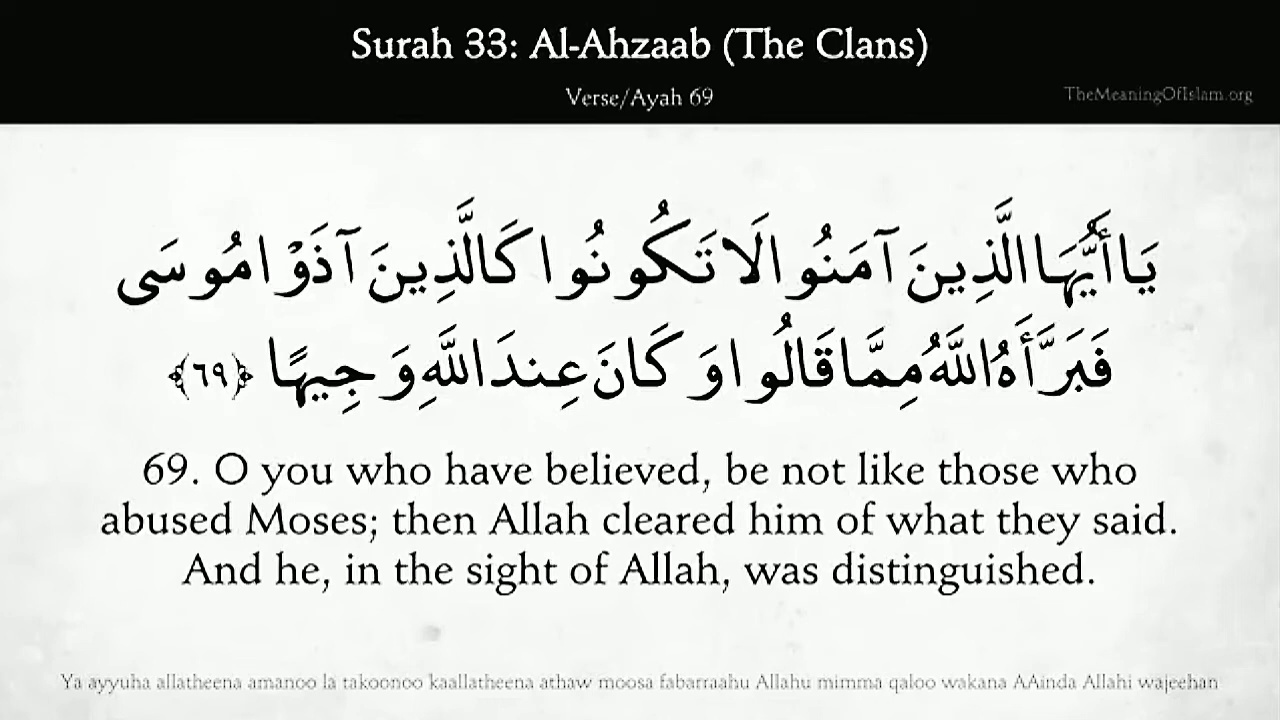 Surah 33: Al-Ahzaab (The Clans)
Verse/Ayah 69
TheMeaningOfIslam.org
يَا أَيُّهَا الَّذِينَ آمَنُوا لَا تَكُونُوا كَالَّذِينَ آذَوْا مُوسَى
فَبَرَّأَهُ اللَّهُ مِمَّا قَالُوا وَكَانَ عِندَ اللَّهِ وَجِيهًا ﴿٦٩﴾
69. O you who have believed, be not like those who
abused Moses; then Allah cleared him of what they said.
And he, in the sight of Allah, was distinguished.
Ya ayyuha allatheena amanoo la takoonoo kaallatheena athaw moosa fabarraahu Allahu mimma qaloo wakana AAinda Allahi wajeehan